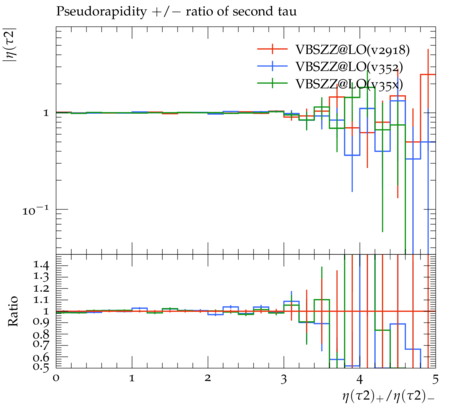 Pseudorapidity +/− ratio of second tau
|η(τ2|
VBSZZ@LO(v2918)
VBSZZ@LO(v352)
VBSZZ@LO(v35x)
1
10⁻¹
Ratio
1.4
1.3
1.2
1.1
1
0.9
0.8
0.7
0.6
0.5
0 1 2 3 4 5
η(τ2)₊/η(τ2)₋